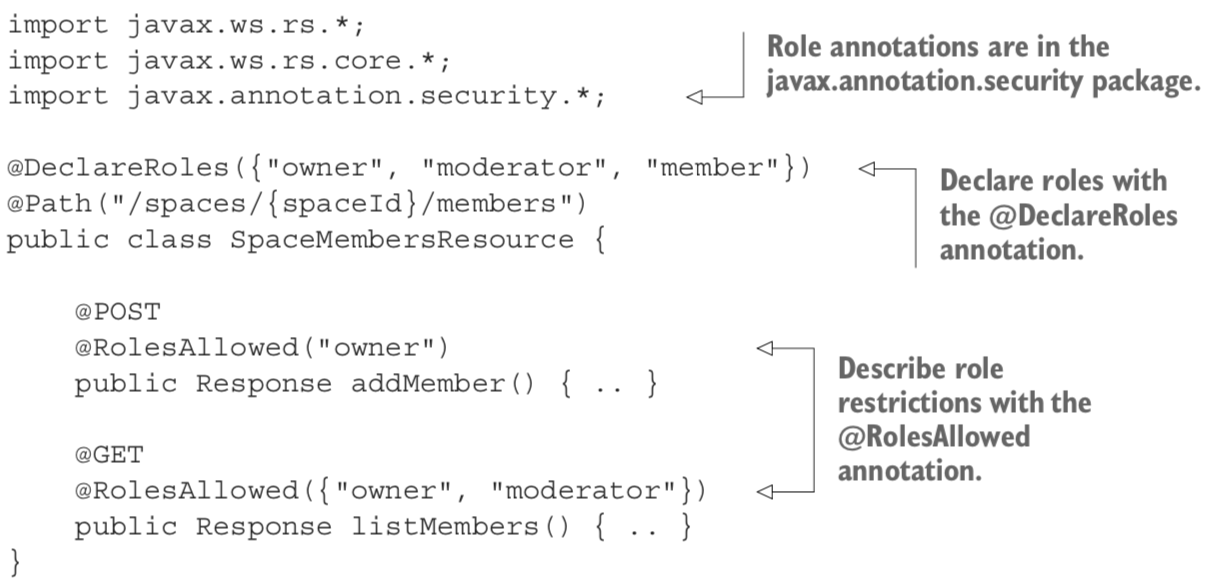 import javax.ws.rs.*;
import javax.ws.rs.core.*;
import javax.annotation.security.*;
Role annotations are in the
javax.annotation.security package.
@DeclareRoles({"owner", "moderator", "member"})
@Path("/spaces/{spaceId}/members")
public class SpaceMembersResource {
Declare roles with
the @DeclareRoles
annotation.
@POST
@RolesAllowed("owner")
public Response addMember() { .. }
@GET
@RolesAllowed({"owner", "moderator"})
public Response listMembers() { .. }
}
Describe role
restrictions with the
@RolesAllowed
annotation.